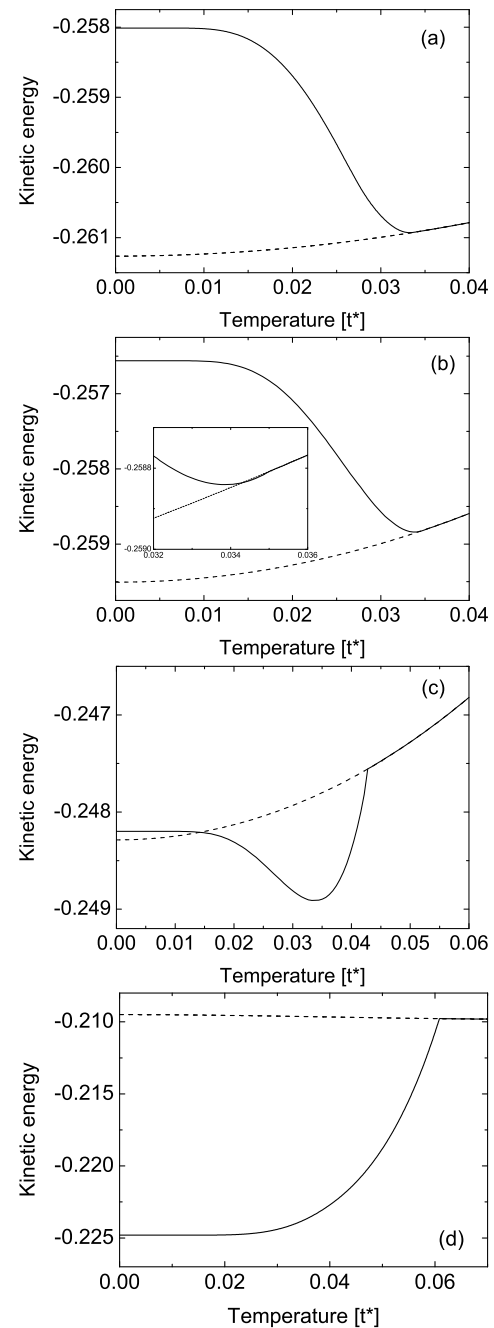 (a)
Kinetic energy
-0.258
-0.259
-0.260
-0.261
0.00 0.01 0.02 0.03 0.04
Temperature [t*]
(b)
Kinetic energy
-0.257
-0.258
-0.259
-0.2588
-0.2590
0.032 0.034 0.036
0.00 0.01 0.02 0.03 0.04
Temperature [t*]
(c)
Kinetic energy
-0.247
-0.248
-0.249
0.00 0.01 0.02 0.03 0.04 0.05 0.06
Temperature [t*]
Kinetic energy
-0.210
-0.215
-0.220
-0.225
(d)
0.00 0.02 0.04 0.06
Temperature [t*]